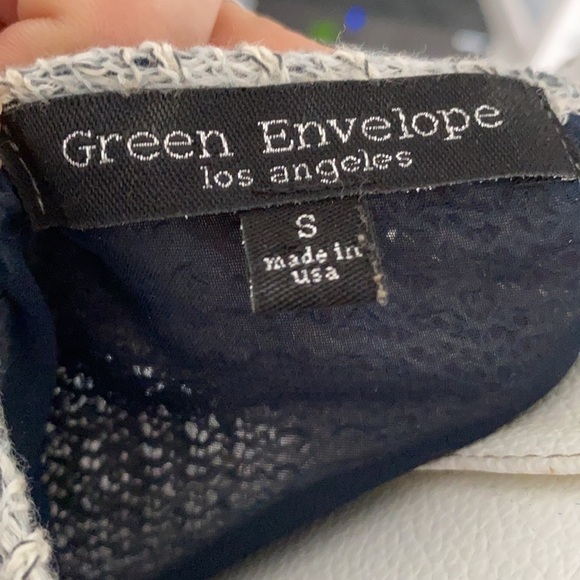 Green Envelope
los angeles
S
made in
usa